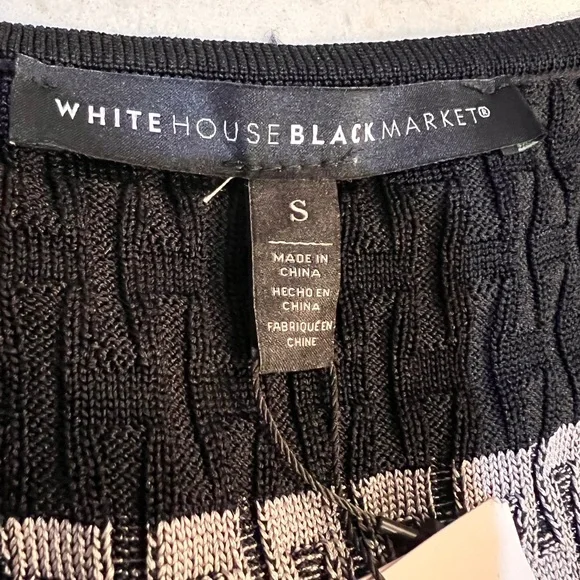 WHITE HOUSE BLACK MARKET®
S
MADE IN
CHINA
HECHO EN
CHINA
FABRIQUÉ EN
CHINE